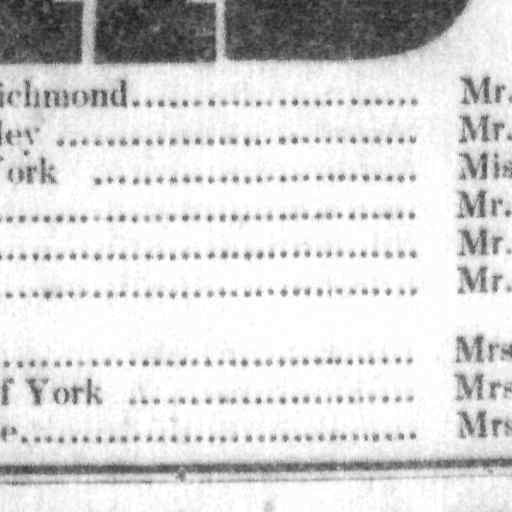 ichmond........................ Mr.
ley .............................. Mr.
ork ........................... Mis
................................... Mr.
................................... Mr.
................................... Mr.
................................... Mrs
f York ........................ Mrs
e................................. Mrs